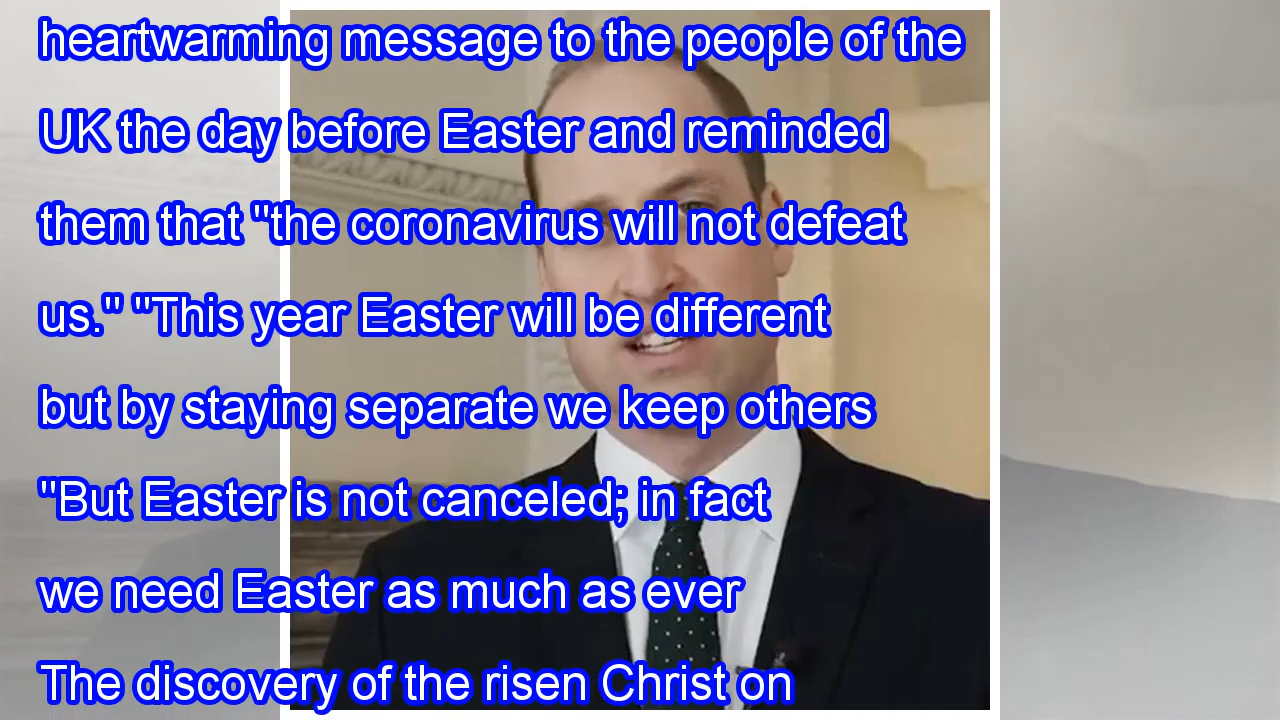 heartwarming message to the people of the
UK the day before Easter and reminded
them that "the coronavirus will not defeat
us." "This year Easter will be different
but by staying separate we keep others
"But Easter is not canceled; in fact
we need Easter as much as ever
The discovery of the risen Christ on